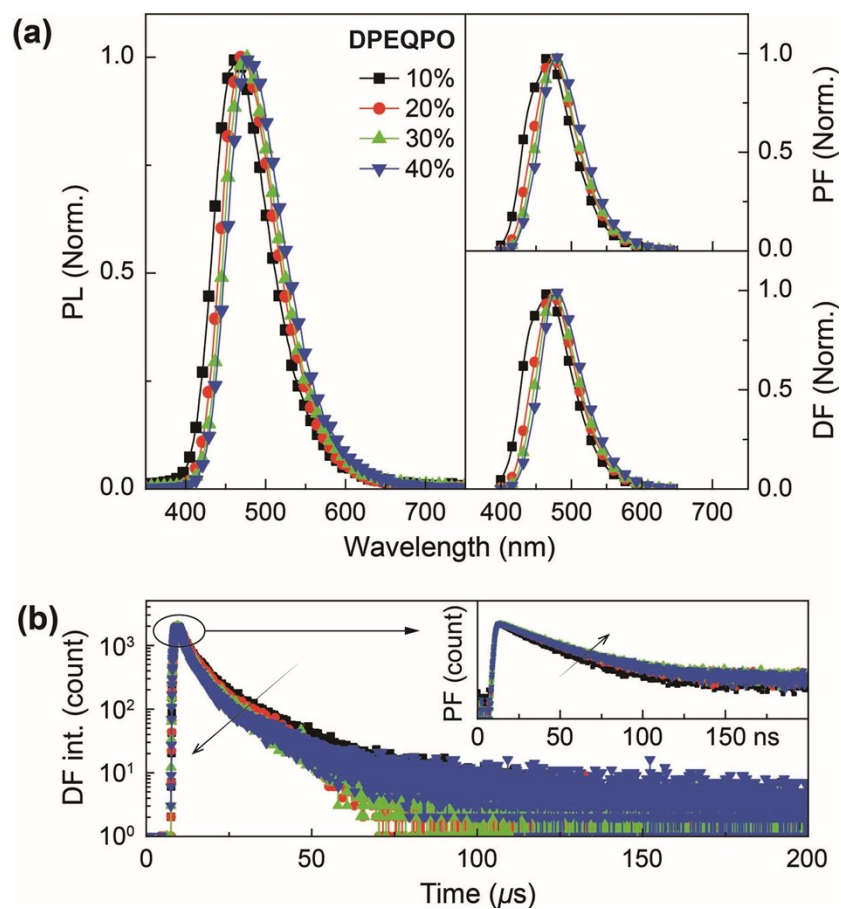 (a)
DPEQPO
10%
20%
30%
40%
PL (Norm.)
1.0
0.5
0.0
400 500 600 700
PF (Norm.)
1.0
0.5
0.0
DF (Norm.)
1.0
0.5
0.0
400 500 600 700
Wavelength (nm)
(b)
DF int. (count)
10³
10²
10¹
10⁰
0 50 100 150 200
Time (µs)
PF (count)
0 50 100 150 ns